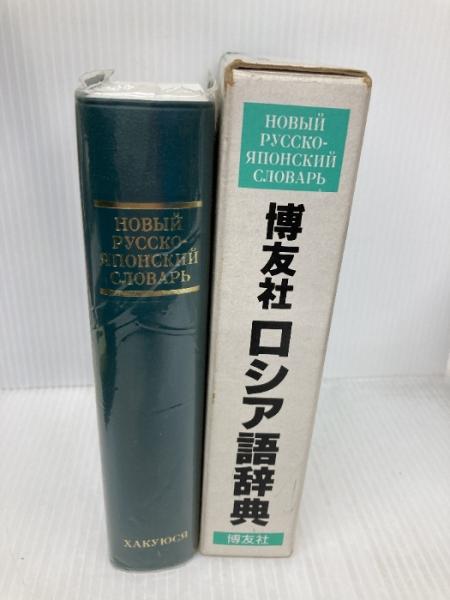 НОВЫЙ
РУССКО-
ЯПОНСКИЙ
СЛОВАРЬ
ХАКУЮСЯ
НОВЫЙ
РУССКО-
ЯПОНСКИЙ
СЛОВАРЬ
博友社 ロシア語辞典
博友社